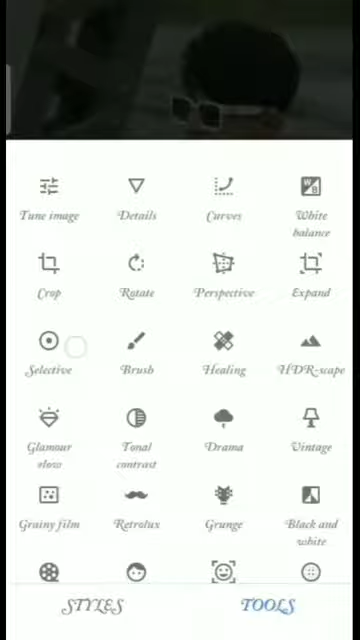 Tune image Details Curves White balance
Crop Rotate Perspective Expand
Selective Brush Healing HDR-scape
Glamour glow Tonal contrast Drama Vintage
Grainy film Retrolux Grunge Black and white
STYLES TOOLS